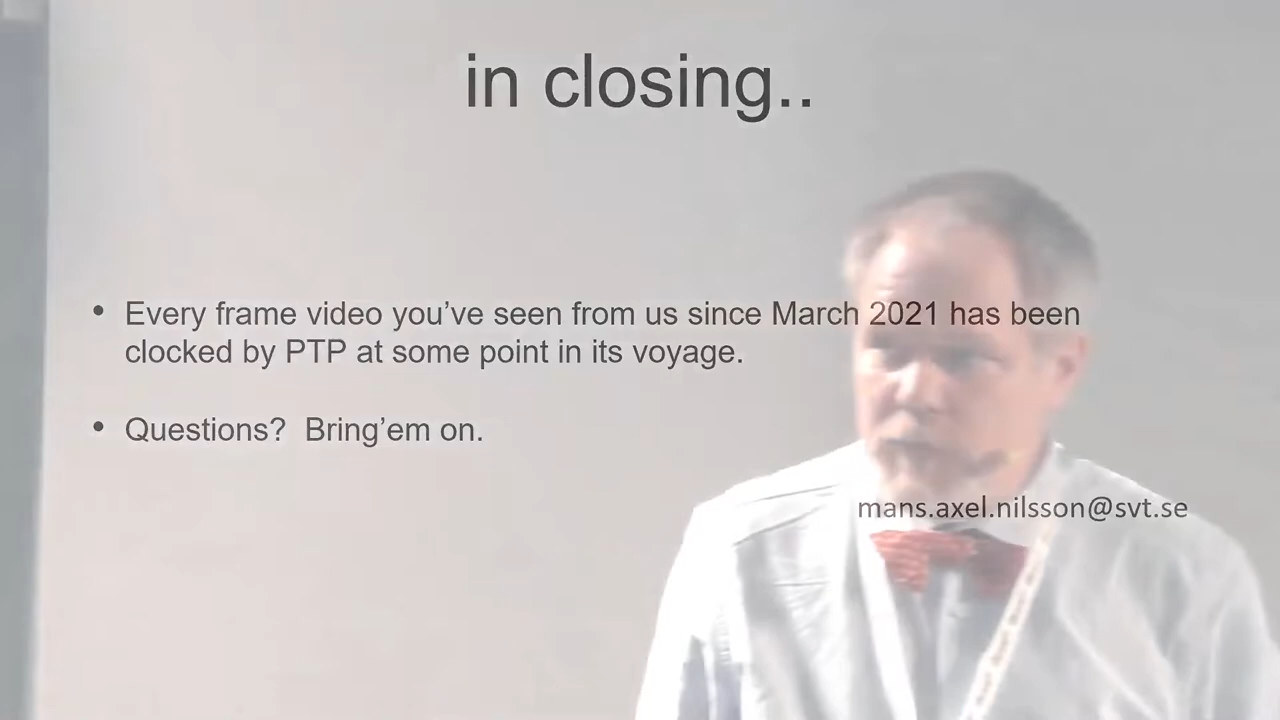 in closing..
• Every frame video you've seen from us since March 2021 has been
clocked by PTP at some point in its voyage.
• Questions?  Bring'em on.
mans.axel.nilsson@svt.se